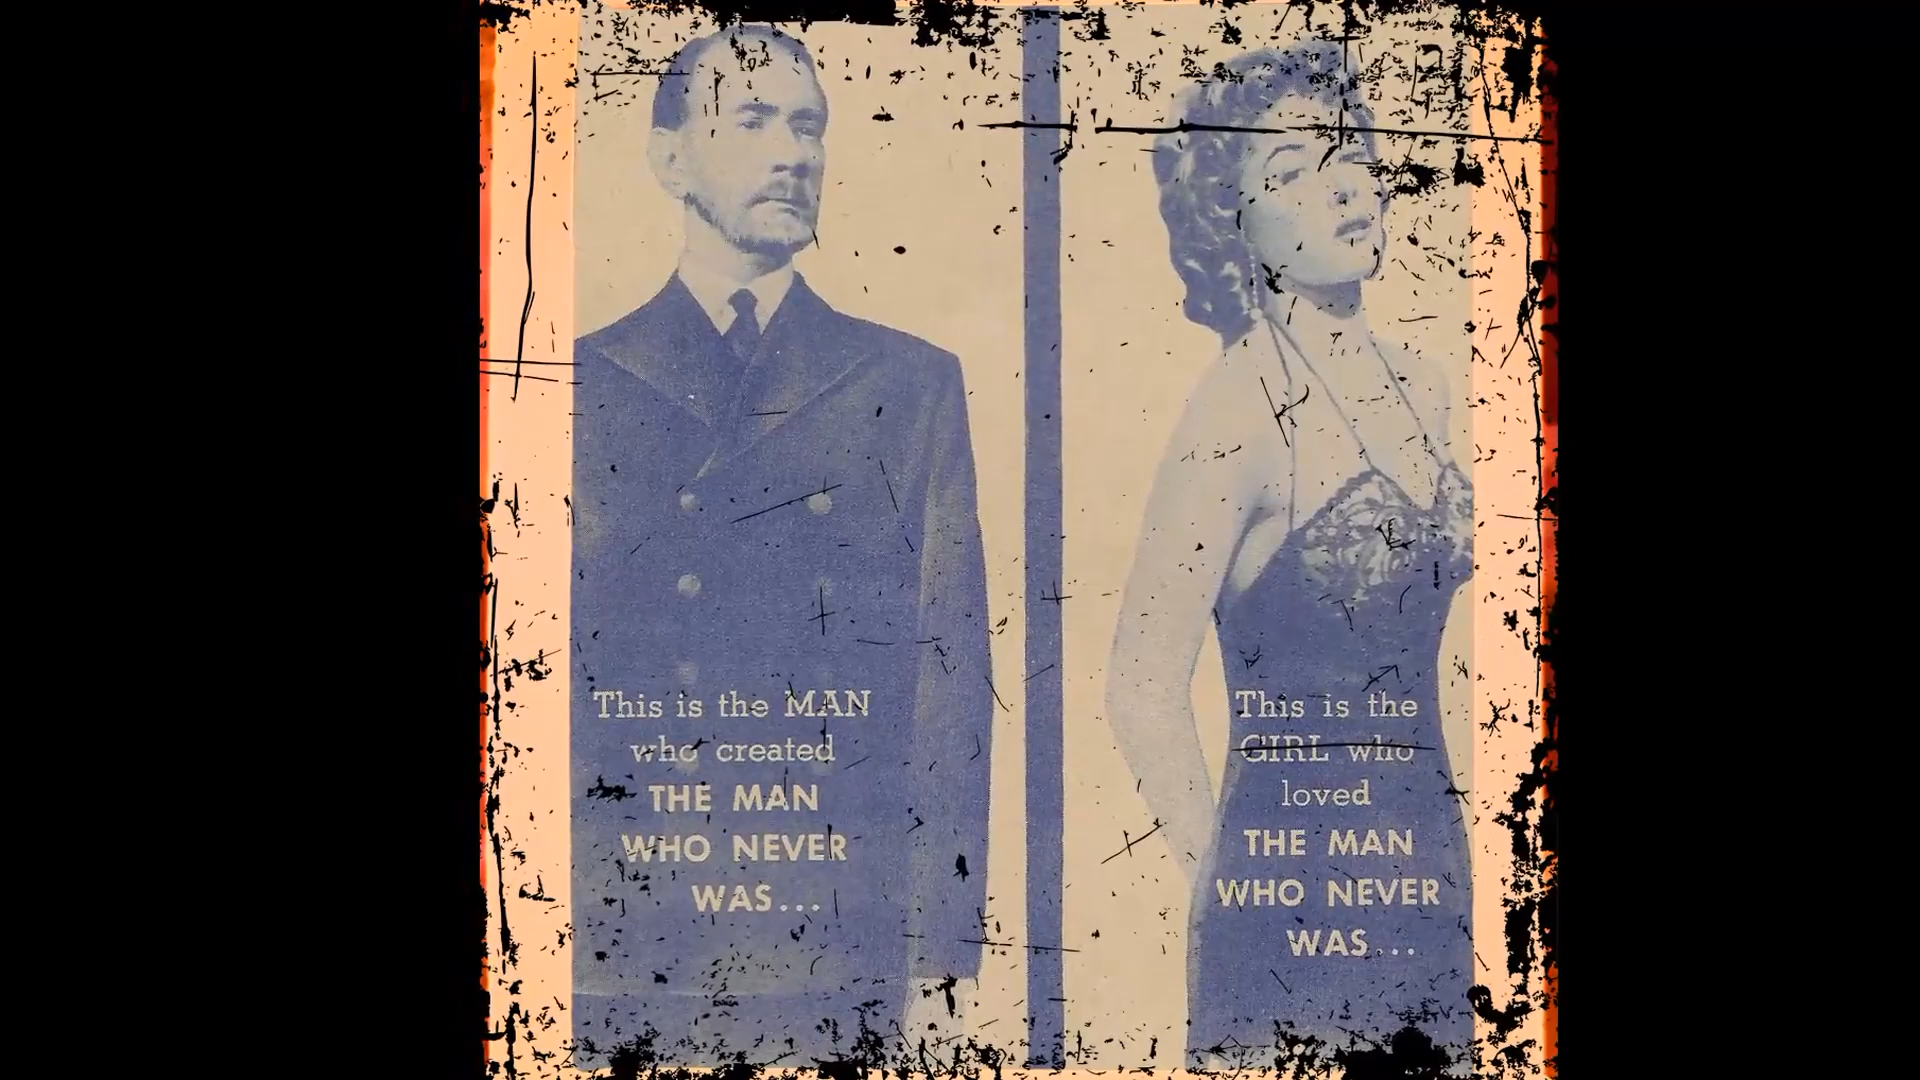 This is the MAN
who created
THE MAN
WHO NEVER
WAS...
This is the
GIRL who
loved
THE MAN
WHO NEVER
WAS...